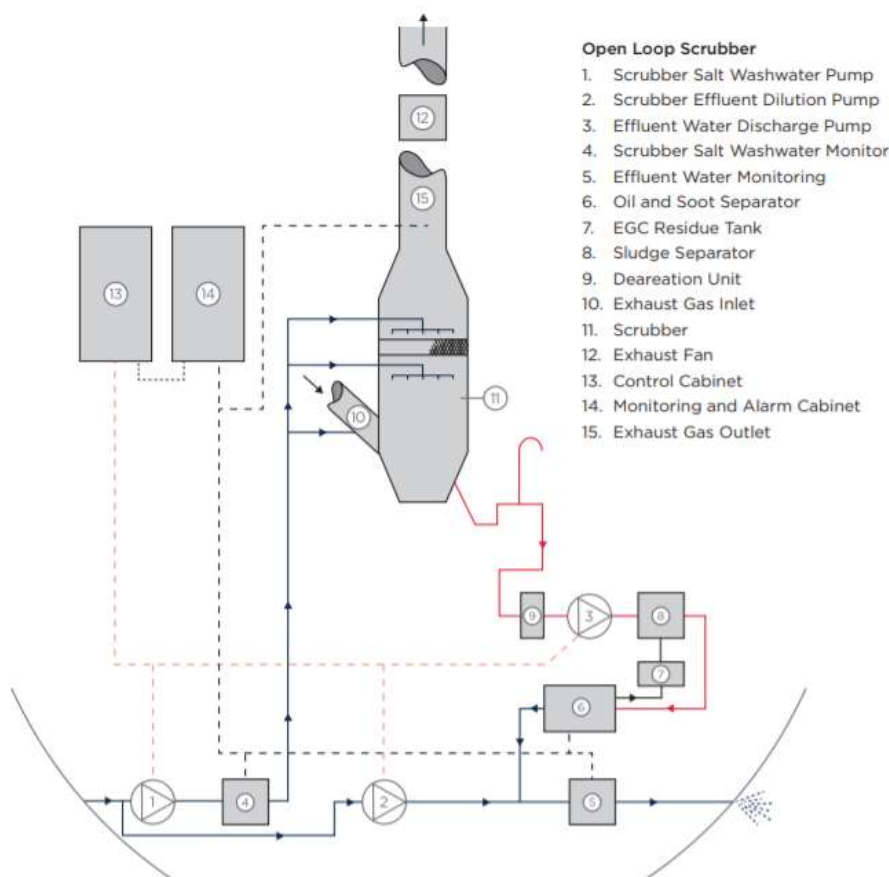 Open Loop Scrubber
1. Scrubber Salt Washwater Pump
2. Scrubber Effluent Dilution Pump
3. Effluent Water Discharge Pump
4. Scrubber Salt Washwater Monitor
5. Effluent Water Monitoring
6. Oil and Soot Separator
7. EGC Residue Tank
8. Sludge Separator
9. Deareation Unit
10. Exhaust Gas Inlet
11. Scrubber
12. Exhaust Fan
13. Control Cabinet
14. Monitoring and Alarm Cabinet
15. Exhaust Gas Outlet
12
15
13
14
11
10
9
3
8
7
6
1
4
2
5